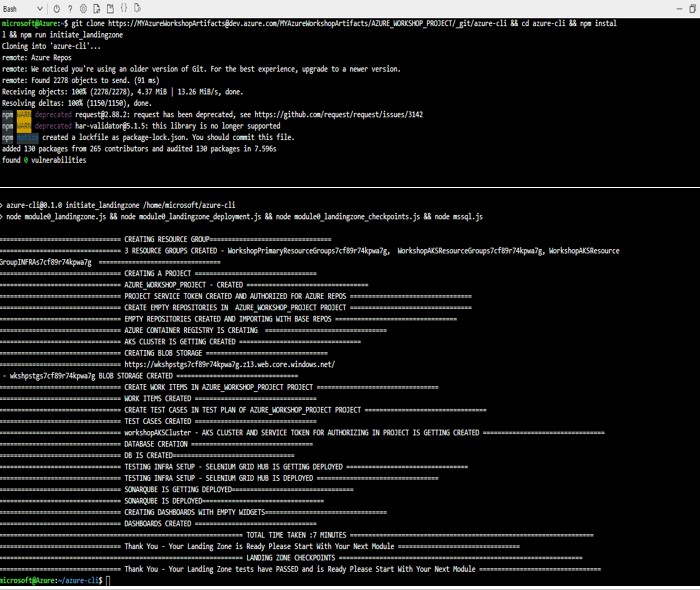 Bash
microsoft@Azure:~$ git clone https://MYAzureWorkshopArtifacts@dev.azure.com/MYAzureWorkshopArtifacts/AZURE_WORKSHOP_PROJECT/_git/azure-cli && cd azure-cli && npm instal
l && npm run initiate_landingzone
Cloning into 'azure-cli'...
remote: Azure Repos
remote: We noticed you're using an older version of Git. For the best experience, upgrade to a newer version.
remote: Found 2278 objects to send. (91 ms)
Receiving objects: 100% (2278/2278), 4.37 MiB | 13.26 MiB/s, done.
Resolving deltas: 100% (1150/1150), done.
npm WARN deprecated request@2.88.2: request has been deprecated, see https://github.com/request/request/issues/3142
npm WARN deprecated har-validator@5.1.5: this library is no longer supported
npm notice created a lockfile as package-lock.json. You should commit this file.
added 130 packages from 265 contributors and audited 130 packages in 7.596s
found 0 vulnerabilities
> azure-cli@0.1.0 initiate_landingzone /home/microsoft/azure-cli
> node module0_landingzone.js && node module0_landingzone_deployment.js && node module0_landingzone_checkpoints.js && node mssql.js
============================== CREATING RESOURCE GROUP==============================
============================== 3 RESOURCE GROUPS CREATED - WorkshopPrimaryResourceGroups7cf89r74kpwa7g, WorkshopAKSResourceGroups7cf89r74kpwa7g, WorkshopAKSResource
GroupINFRAs7cf89r74kpwa7g ==============================
============================== CREATING A PROJECT ==============================
============================== AZURE_WORKSHOP_PROJECT - CREATED ==============================
============================== PROJECT SERVICE TOKEN CREATED AND AUTHORIZED FOR AZURE REPOS ==============================
============================== CREATE EMPTY REPOSITORIES IN AZURE_WORKSHOP_PROJECT PROJECT ==============================
============================== EMPTY REPOSITORIES CREATED AND IMPORTING WITH BASE REPOS ==============================
============================== AZURE CONTAINER REGISTRY IS CREATING ==============================
============================== AKS CLUSTER IS GETTING CREATED ==============================
============================== CREATING BLOB STORAGE ==============================
============================== https://wkshpstgs7cf89r74kpwa7g.z13.web.core.windows.net/
- wkshpstgs7cf89r74kpwa7g BLOB STORAGE CREATED ==============================
============================== CREATE WORK ITEMS IN AZURE_WORKSHOP_PROJECT PROJECT ==============================
============================== WORK ITEMS CREATED ==============================
============================== CREATE TEST CASES IN TEST PLAN OF AZURE_WORKSHOP_PROJECT PROJECT ==============================
============================== TEST CASES CREATED ==============================
============================== workshopAKSCluster - AKS CLUSTER AND SERVICE TOKEN FOR AUTHORIZING IN PROJECT IS GETTING CREATED ==============================
============================== DATABASE CREATION ==============================
============================== DB IS CREATED==============================
============================== TESTING INFRA SETUP - SELENIUM GRID HUB IS GETTING DEPLOYED ==============================
============================== TESTING INFRA SETUP - SELENIUM GRID HUB IS DEPLOYED ==============================
============================== SONARQUBE IS GETTING DEPLOYED==============================
============================== SONARQUBE IS DEPLOYED==============================
============================== CREATING DASHBOARDS WITH EMPTY WIDGETS==============================
============================== DASHBOARDS CREATED ==============================
============================================================ TOTAL TIME TAKEN :7 MINUTES ============================================================
============================== Thank You - Your Landing Zone is Ready Please Start With Your Next Module ==============================
============================================================ LANDING ZONE CHECKPOINTS ============================================================
============================== Thank You - Your Landing Zone tests have PASSED and is Ready Please Start With Your Next Module ==============================
microsoft@Azure:~/azure-cli$